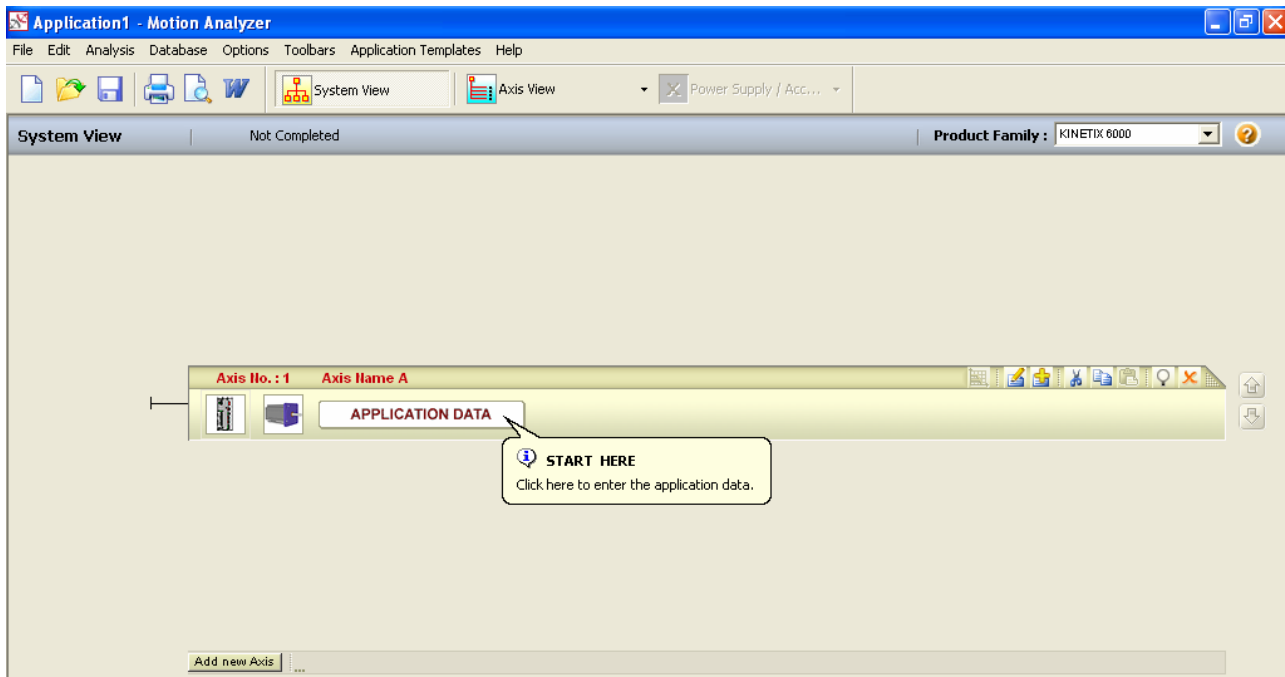 Application1 - Motion Analyzer
File Edit Analysis Database Options Toolbars Application Templates Help
W System View Axis View Power Supply / Acc...
System View Not Completed Product Family : KINETIX 6000 ?
Axis No. : 1 Axis Name A
APPLICATION DATA
START HERE
Click here to enter the application data.
Add new Axis ...